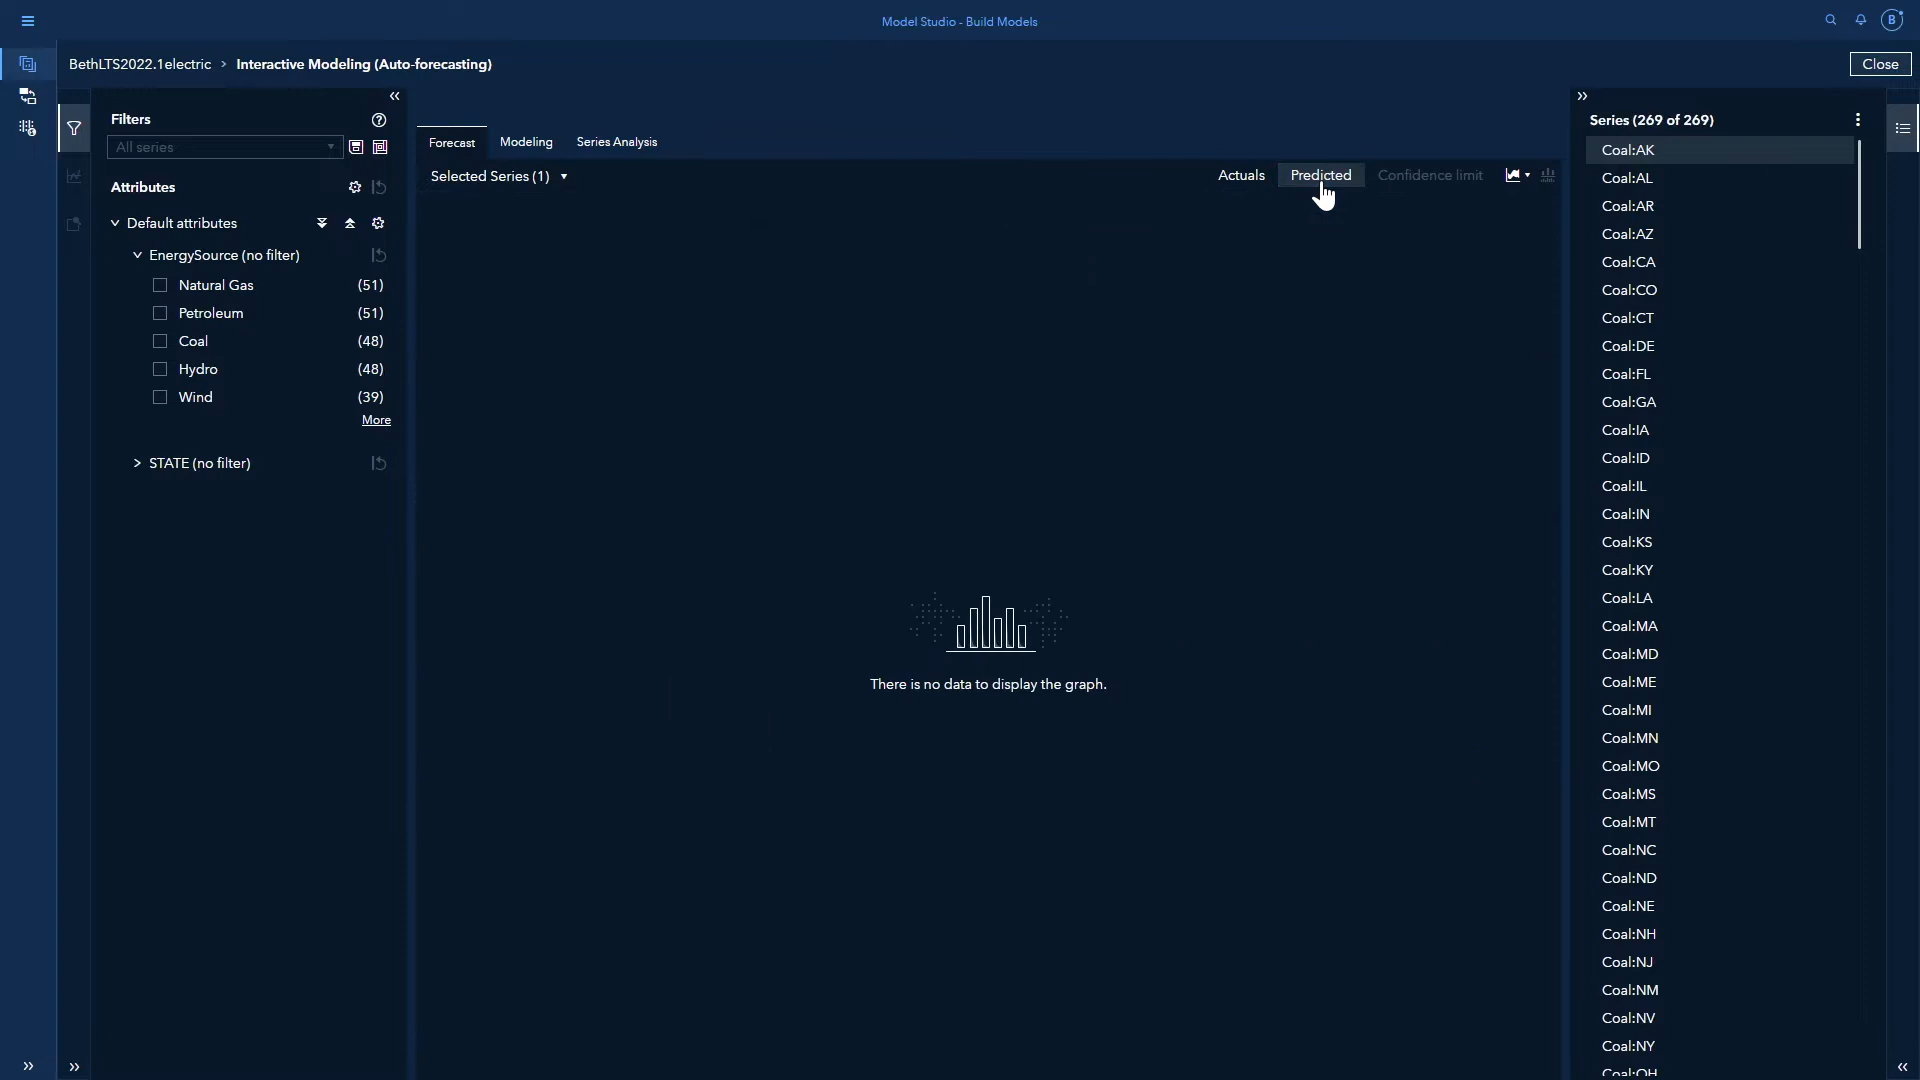 Model Studio - Build Models
B
BethLTS2022.1electric > Interactive Modeling (Auto-forecasting)
Close
Filters
All series
Attributes
Default attributes
EnergySource (no filter)
Natural Gas (51)
Petroleum (51)
Coal (48)
Hydro (48)
Wind (39)
More
STATE (no filter)
Forecast Modeling Series Analysis
Selected Series (1)
Actuals Predicted Confidence limit
There is no data to display the graph.
Series (269 of 269)
Coal:AK
Coal:AL
Coal:AR
Coal:AZ
Coal:CA
Coal:CO
Coal:CT
Coal:DE
Coal:FL
Coal:GA
Coal:IA
Coal:ID
Coal:IL
Coal:IN
Coal:KS
Coal:KY
Coal:LA
Coal:MA
Coal:MD
Coal:ME
Coal:MI
Coal:MN
Coal:MO
Coal:MS
Coal:MT
Coal:NC
Coal:ND
Coal:NE
Coal:NH
Coal:NJ
Coal:NM
Coal:NV
Coal:NY
Coal:OH